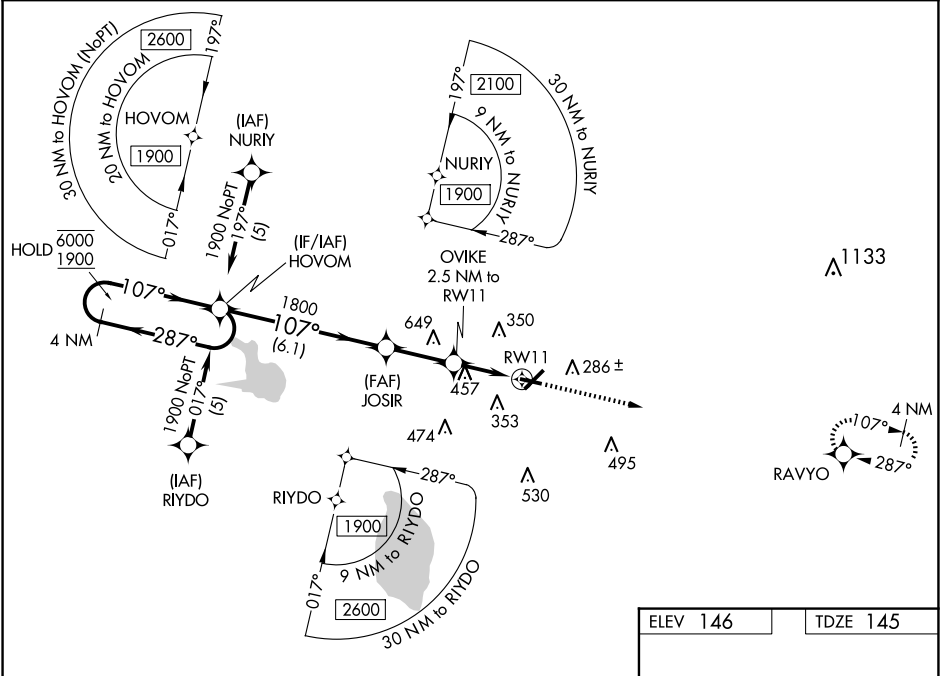 30 NM to HOVOM (NoPT)
2600
197°
20 NM to HOVOM
HOVOM
1900
017°
(IAF)
NURIY
1900 NoPT
197°
(5)
2100
197°
30 NM to NURIY
9 NM to NURIY
NURIY
1900
287°
HOLD 6000
1900
107°
287°
4 NM
(IF/IAF)
HOVOM
1800
107°
(6.1)
OVIKE
2.5 NM to
RW11
649
350
1133
(FAF)
JOSIR
457
RW11
286 ±
353
474
495
530
1900 NoPT
017°
(5)
(IAF)
RIYDO
RIYDO
287°
1900
9 NM to RIYDO
017°
2600
30 NM to RIYDO
4 NM
107°
287°
RAVYO
ELEV 146
TDZE 145